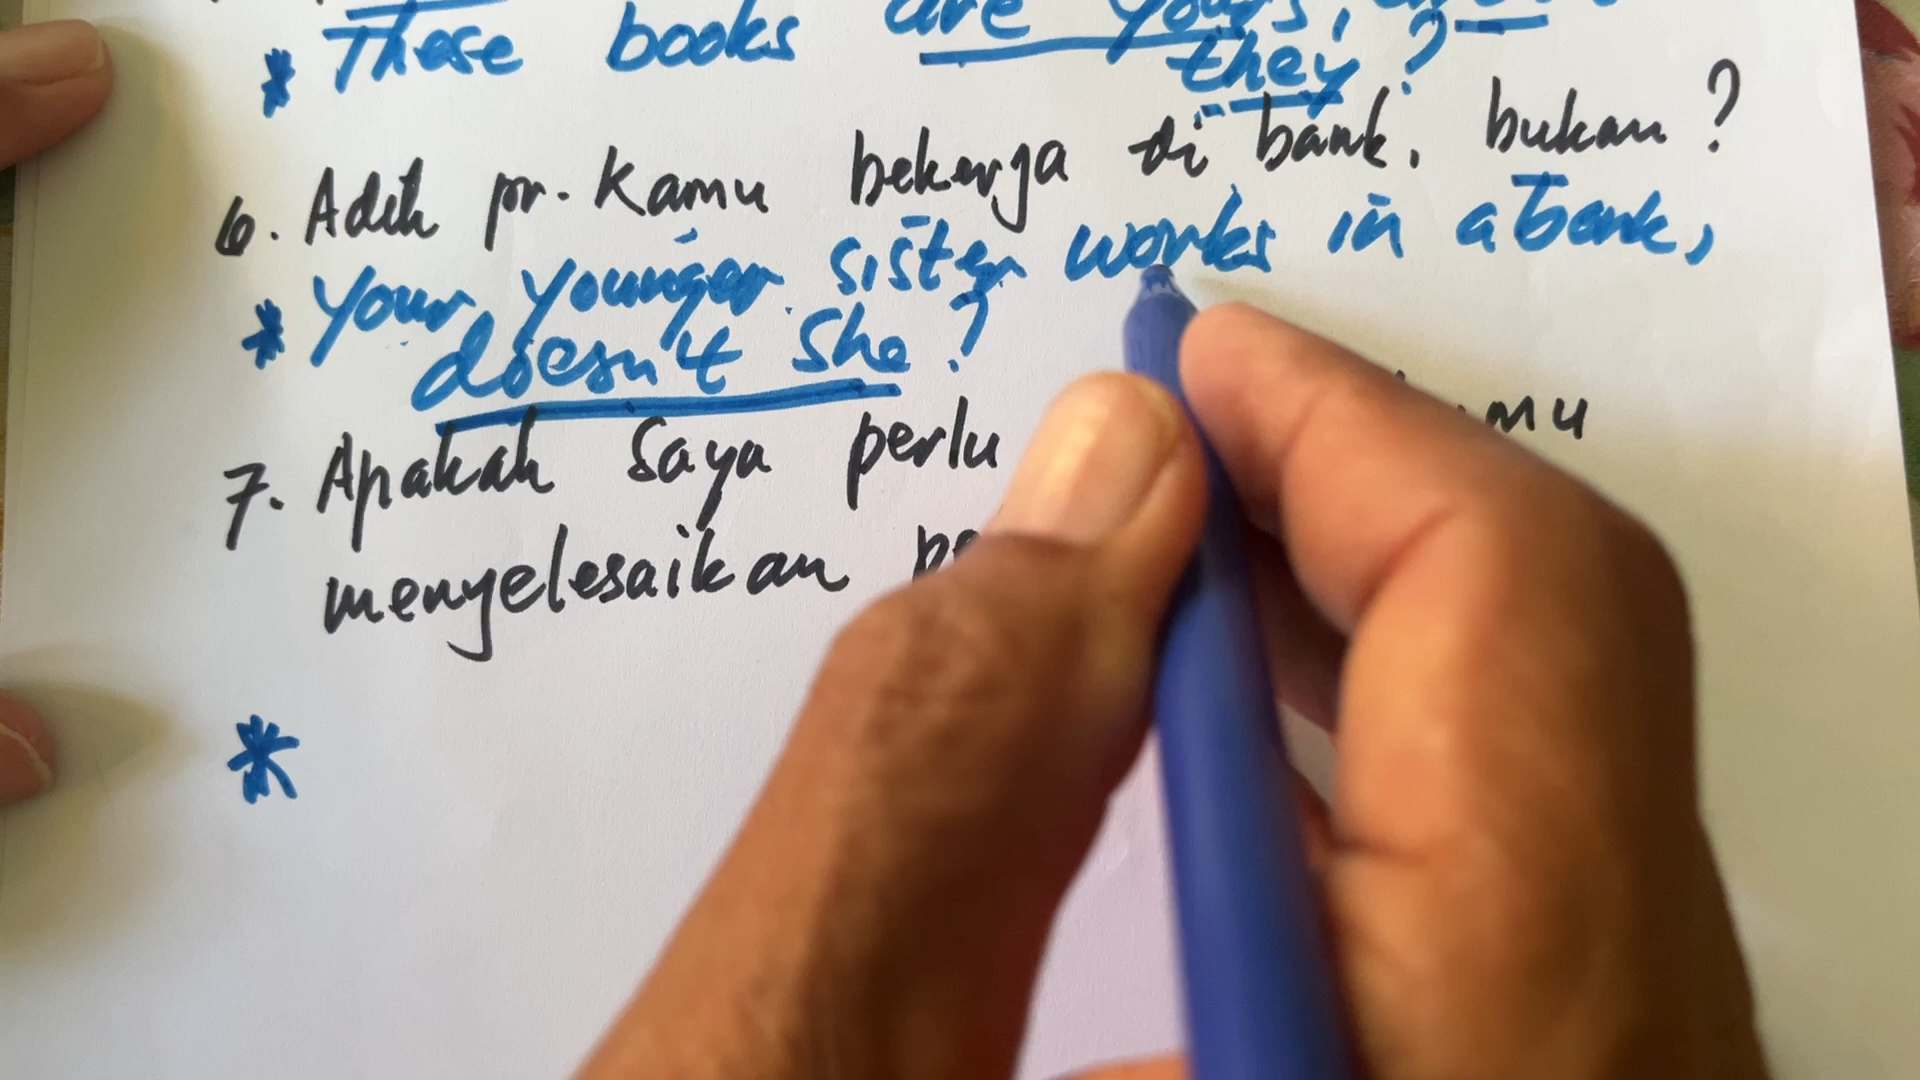 * These books are yours,
they?
6. Adik pr. kamu bekerja di bank, bukan?
* Your younger sister works in a bank,
doesn't she?
7. Apakah saya perlu
menyelesaikan
*